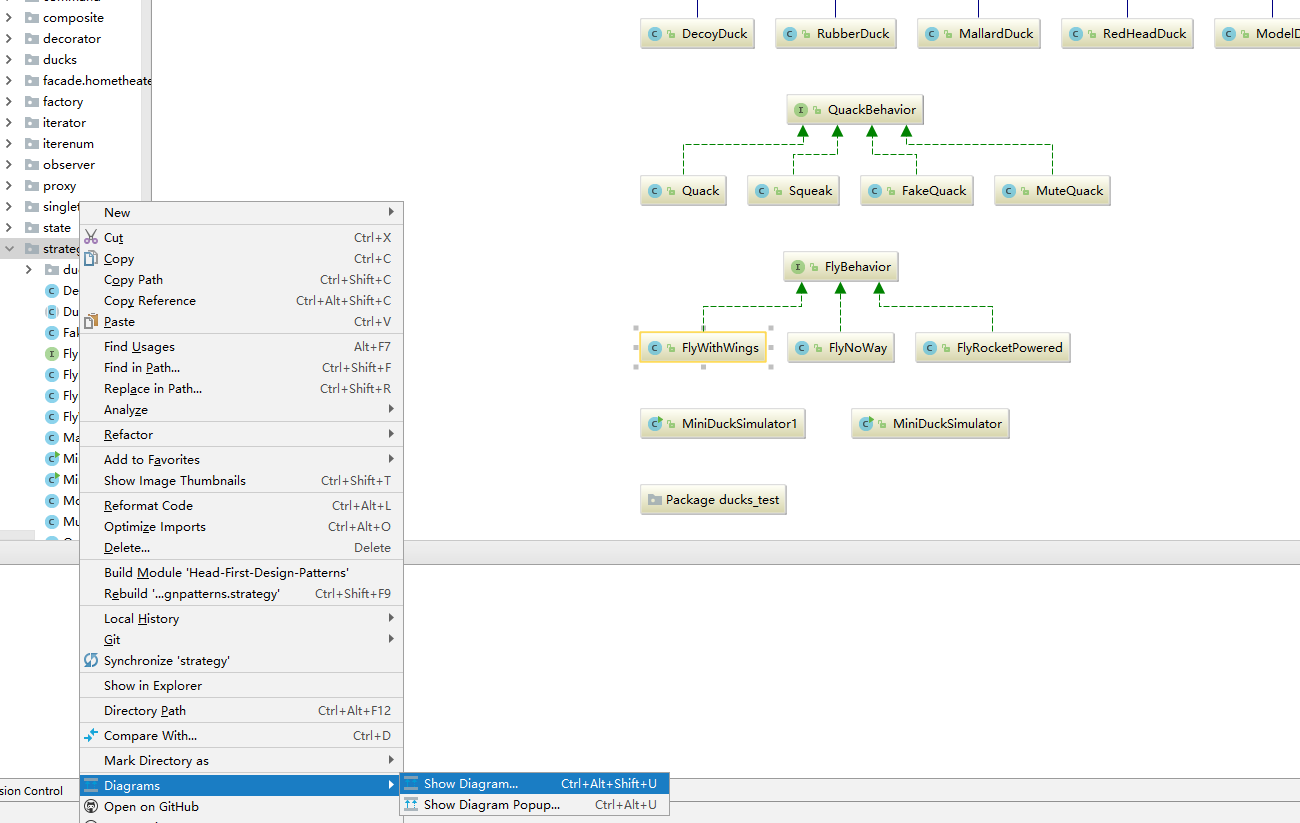 composite
decorator
ducks
facade.hometheate
factory
iterator
iterenum
observer
proxy
singlet
state
strateg
du
De
Du
Fak
Fly
Fly
Fly
Fly
Ma
Mi
Mi
Mo
Mu
New
Cut Ctrl+X
Copy Ctrl+C
Copy Path Ctrl+Shift+C
Copy Reference Ctrl+Alt+Shift+C
Paste Ctrl+V
Find Usages Alt+F7
Find in Path... Ctrl+Shift+F
Replace in Path... Ctrl+Shift+R
Analyze
Refactor
Add to Favorites
Show Image Thumbnails Ctrl+Shift+T
Reformat Code Ctrl+Alt+L
Optimize Imports Ctrl+Alt+O
Delete... Delete
Build Module 'Head-First-Design-Patterns'
Rebuild '...gnpatterns.strategy' Ctrl+Shift+F9
Local History
Git
Synchronize 'strategy'
Show in Explorer
Directory Path Ctrl+Alt+F12
Compare With... Ctrl+D
Mark Directory as
Diagrams
Open on GitHub
Show Diagram... Ctrl+Alt+Shift+U
Show Diagram Popup... Ctrl+Alt+U
sion Control
DecoyDuck RubberDuck MallardDuck RedHeadDuck ModelD
QuackBehavior
Quack Squeak FakeQuack MuteQuack
FlyBehavior
FlyWithWings FlyNoWay FlyRocketPowered
MiniDuckSimulator1 MiniDuckSimulator
Package ducks_test